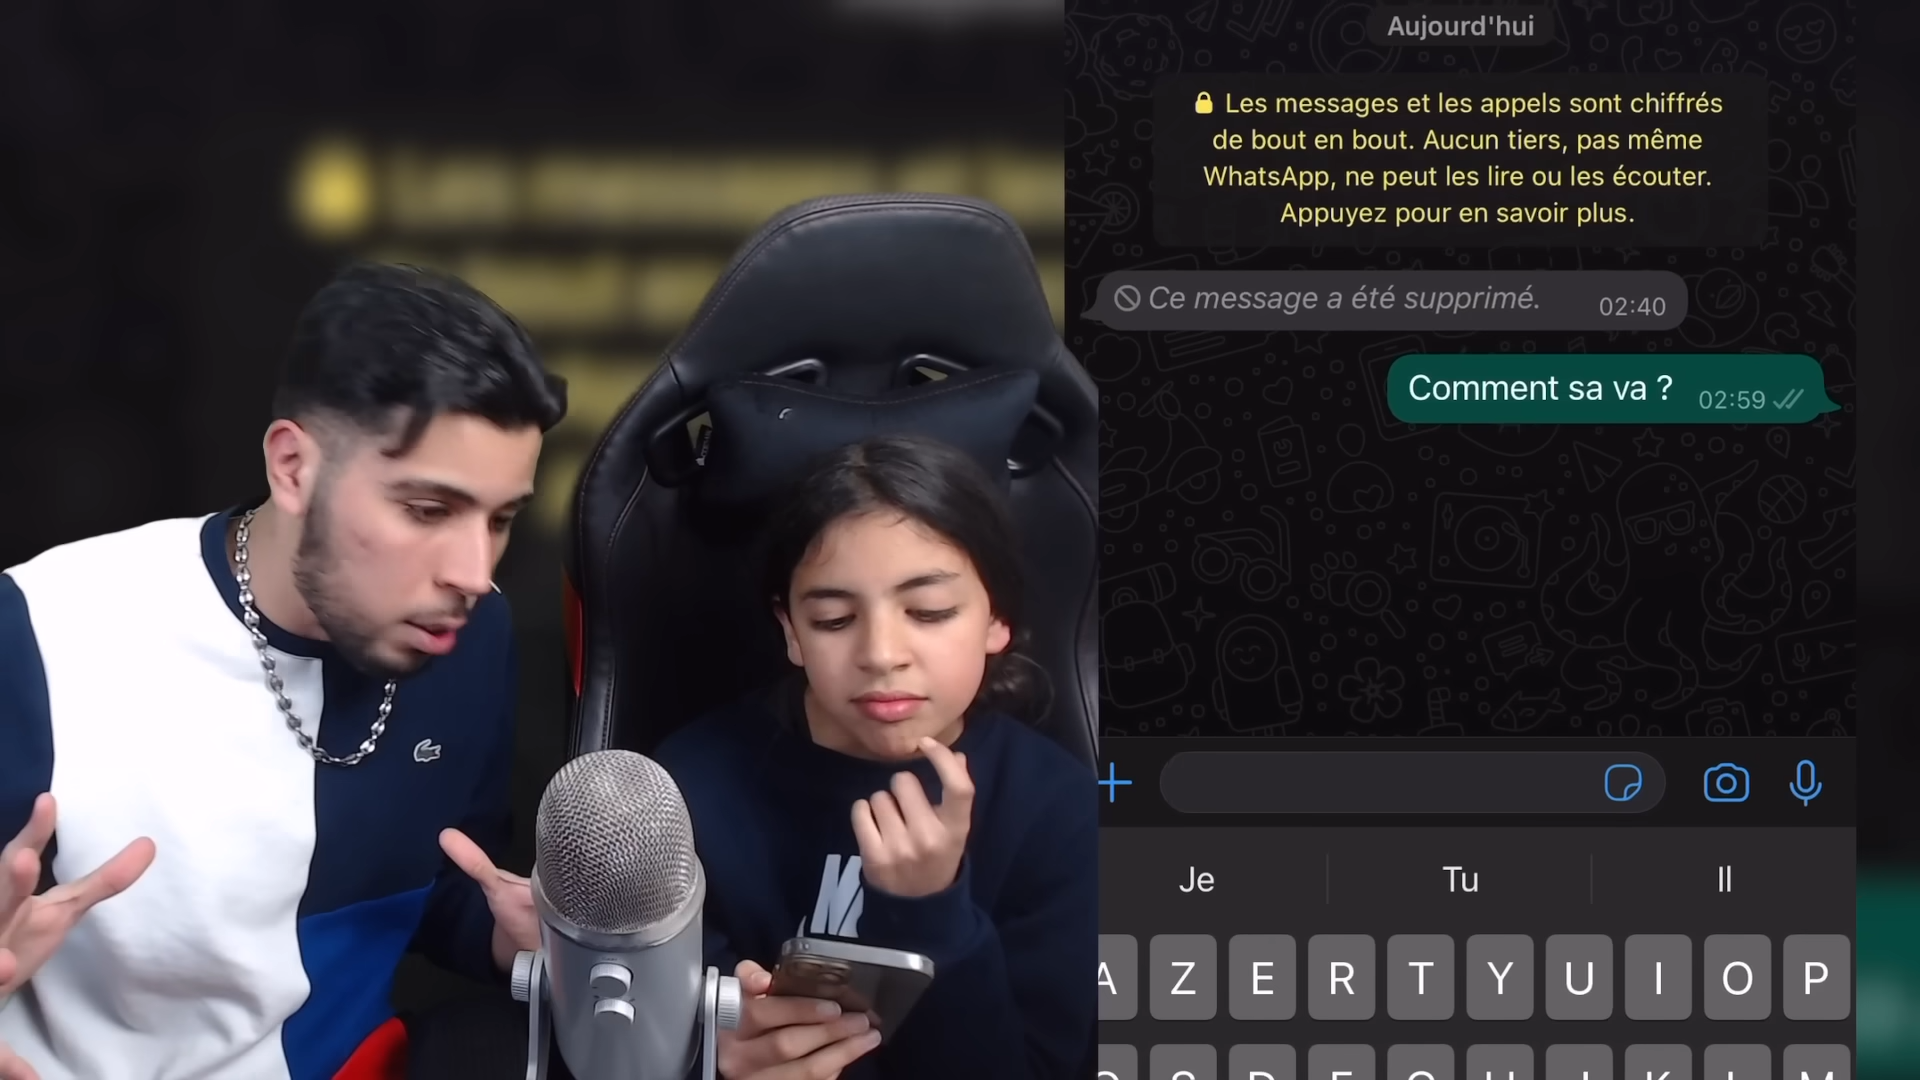 Aujourd'hui
Les messages et les appels sont chiffrés
de bout en bout. Aucun tiers, pas même
WhatsApp, ne peut les lire ou les écouter.
Appuyez pour en savoir plus.
Ce message a été supprimé. 02:40
Comment sa va ? 02:59
Je Tu Il
A Z E R T Y U I O P